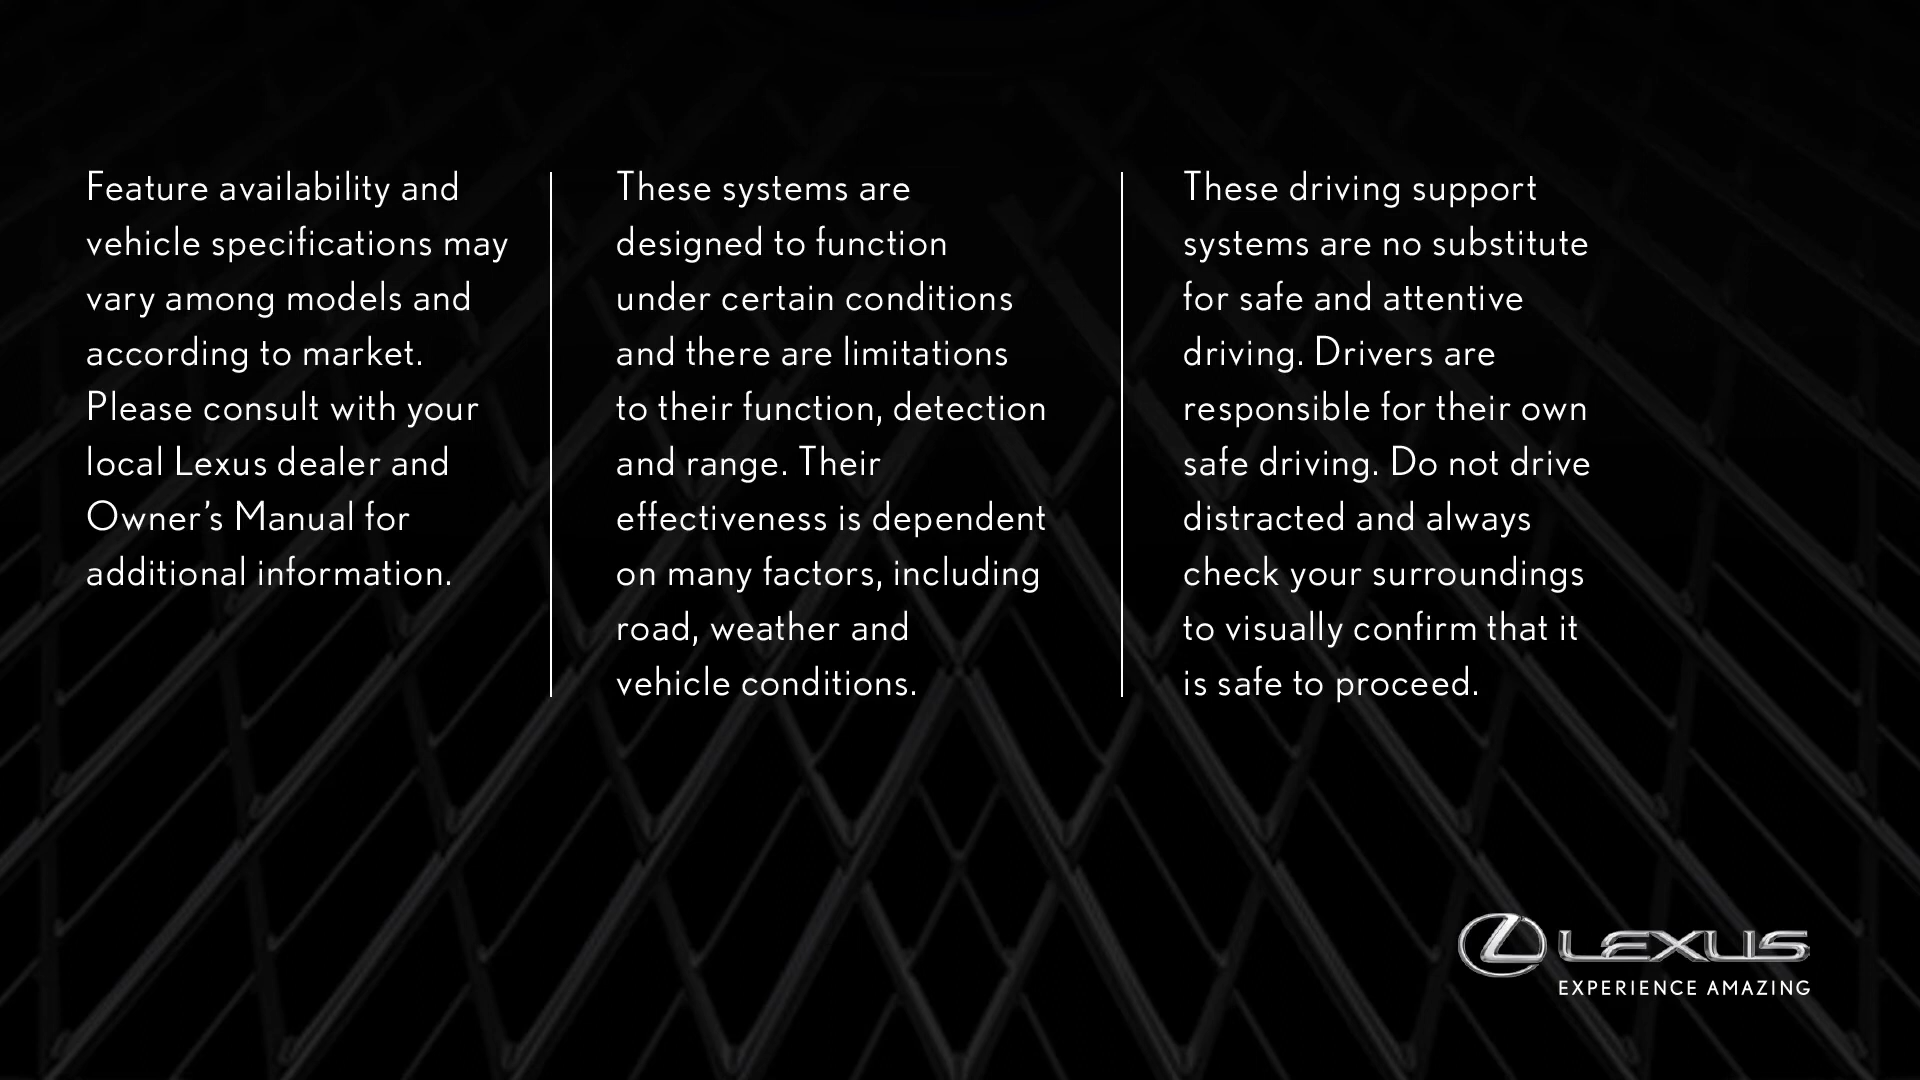 Feature availability and
vehicle specifications may
vary among models and
according to market.
Please consult with your
local Lexus dealer and
Owner’s Manual for
additional information.
These systems are
designed to function
under certain conditions
and there are limitations
to their function, detection
and range. Their
effectiveness is dependent
on many factors, including
road, weather and
vehicle conditions.
These driving support
systems are no substitute
for safe and attentive
driving. Drivers are
responsible for their own
safe driving. Do not drive
distracted and always
check your surroundings
to visually confirm that it
is safe to proceed.
LEXUS
EXPERIENCE AMAZING